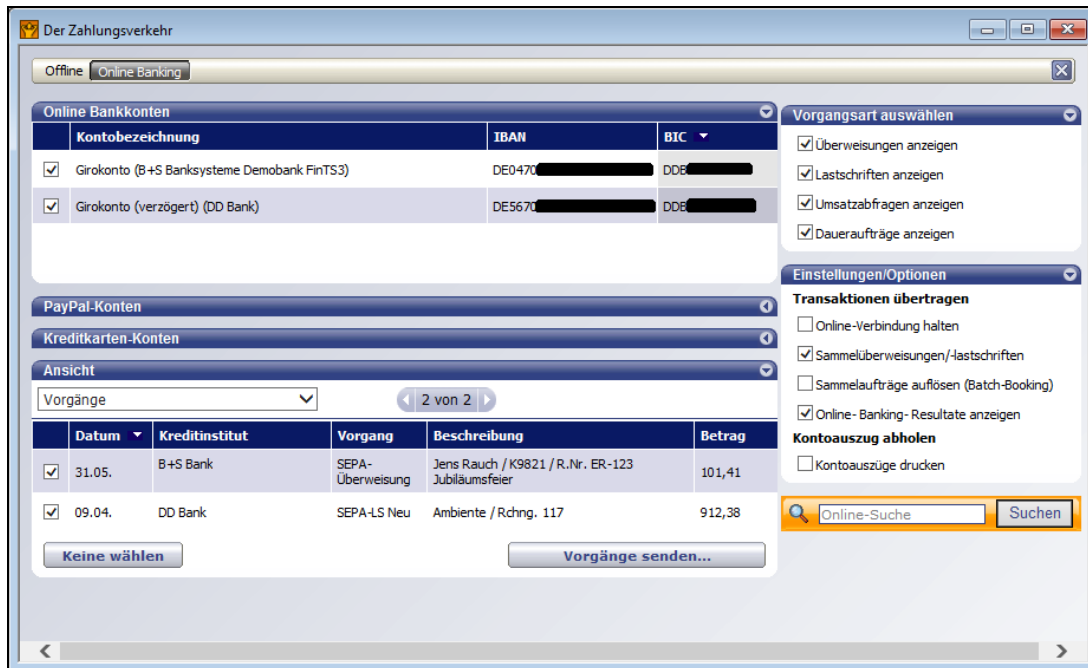 Der Zahlungsverkehr
Offline Online Banking
Online Bankkonten
Kontobezeichnung IBAN BIC
Girokonto (B+S Banksysteme Demobank FinTS3) DE0470 DDB
Girokonto (verzögert) (DD Bank) DE5670 DDB
PayPal-Konten
Kreditkarten-Konten
Ansicht
Vorgänge 2 von 2
Datum Kreditinstitut Vorgang Beschreibung Betrag
31.05. B+S Bank SEPA-Überweisung Jens Rauch / K9821 / R.Nr. ER-123 Jubiläumsfeier 101,41
09.04. DD Bank SEPA-LS Neu Ambiente / Rchng. 117 912,38
Keine wählen Vorgänge senden...
Vorgangsart auswählen
Überweisungen anzeigen
Lastschriften anzeigen
Umsatzabfragen anzeigen
Daueraufträge anzeigen
Einstellungen/Optionen
Transaktionen übertragen
Online-Verbindung halten
Sammelüberweisungen/-lastschriften
Sammelaufträge auflösen (Batch-Booking)
Online- Banking- Resultate anzeigen
Kontoauszug abholen
Kontoauszüge drucken
Online-Suche Suchen